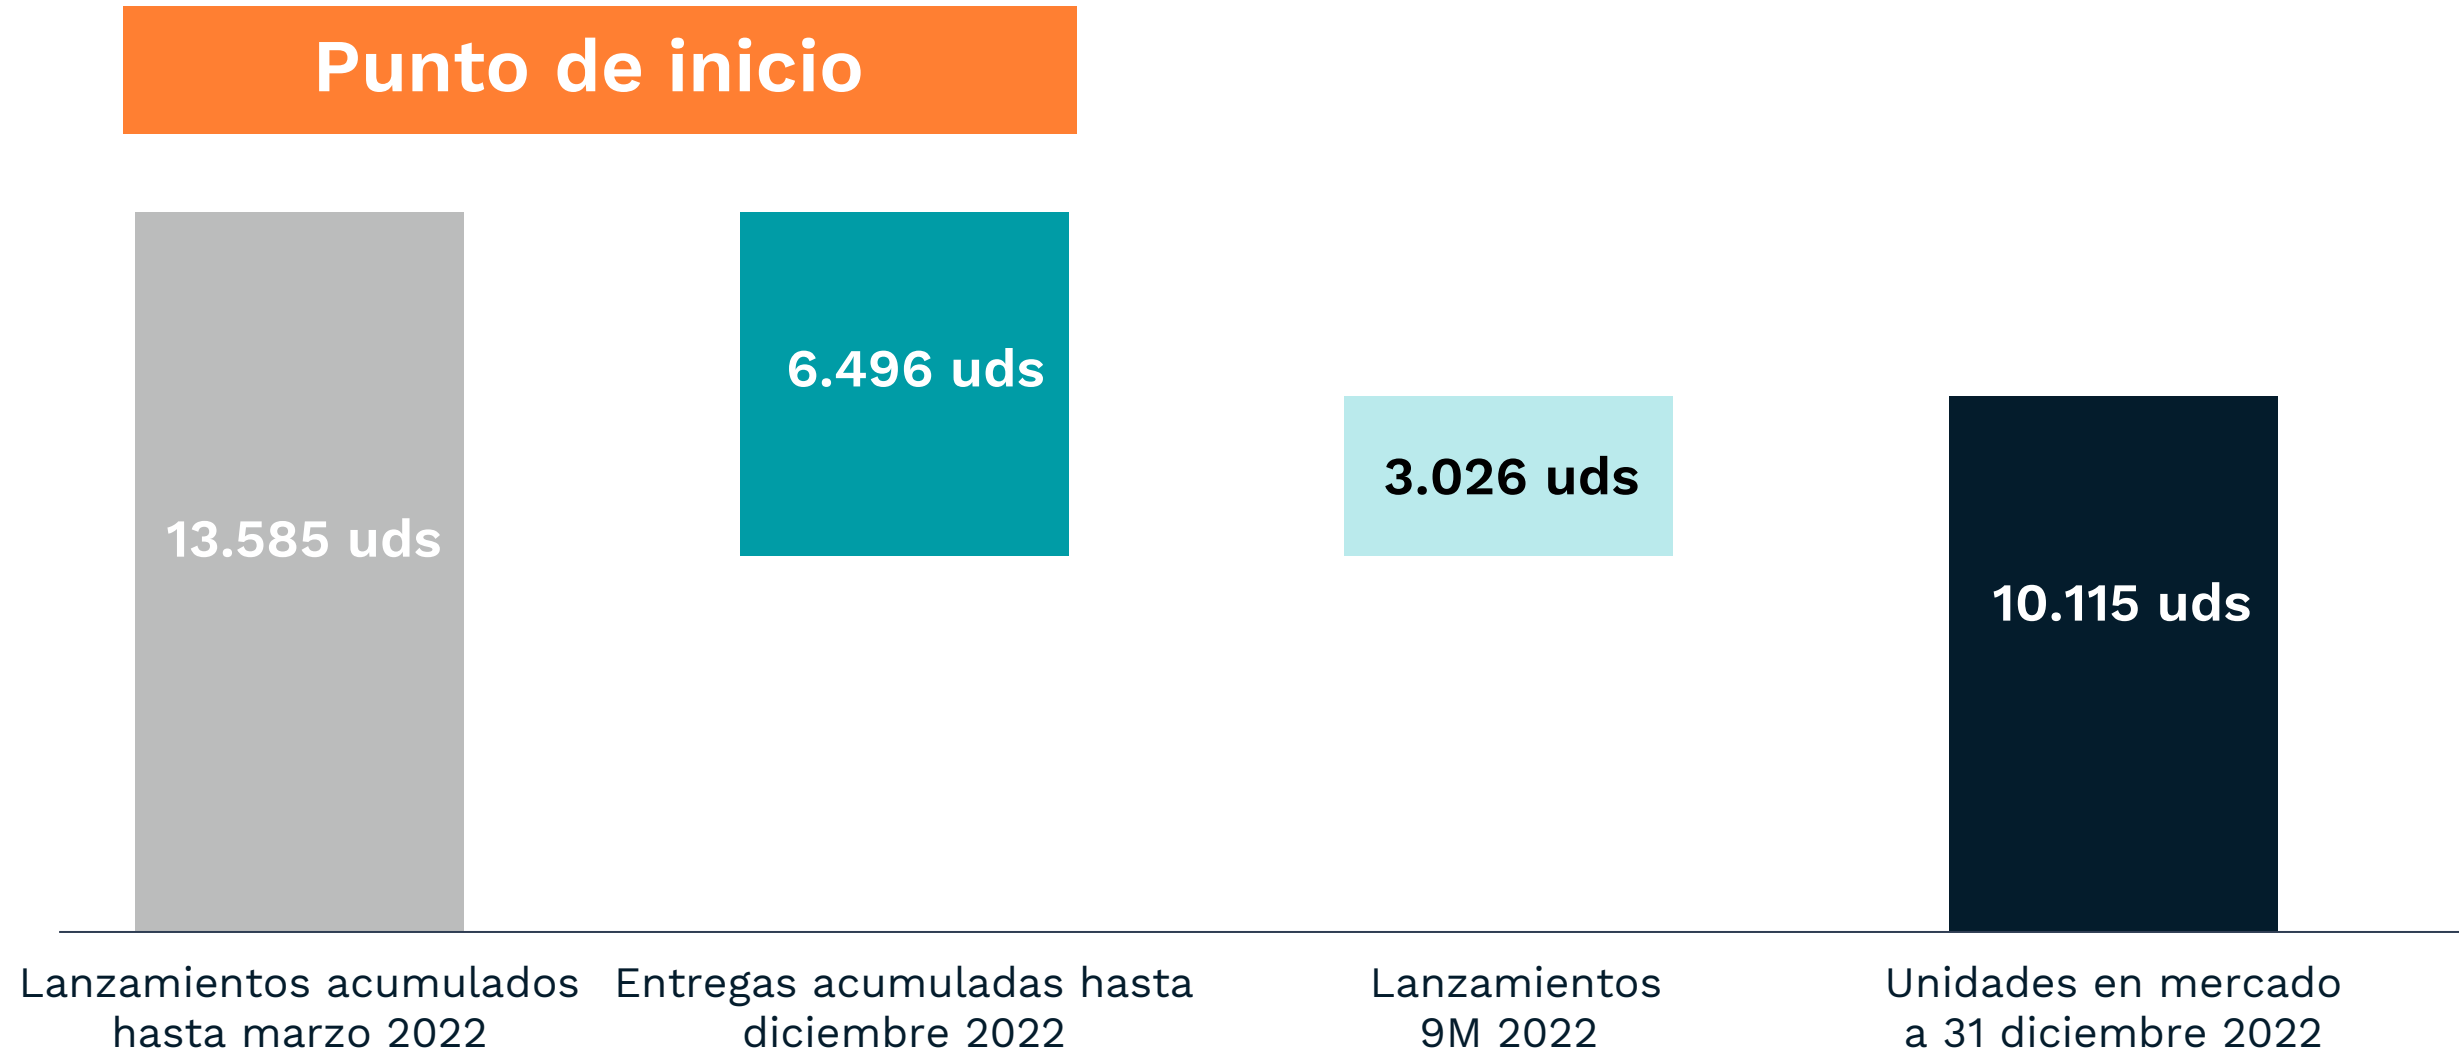 Punto de inicio
13.585 uds
6.496 uds
3.026 uds
10.115 uds
Lanzamientos acumulados
hasta marzo 2022
Entregas acumuladas hasta
diciembre 2022
Lanzamientos
9M 2022
Unidades en mercado
a 31 diciembre 2022